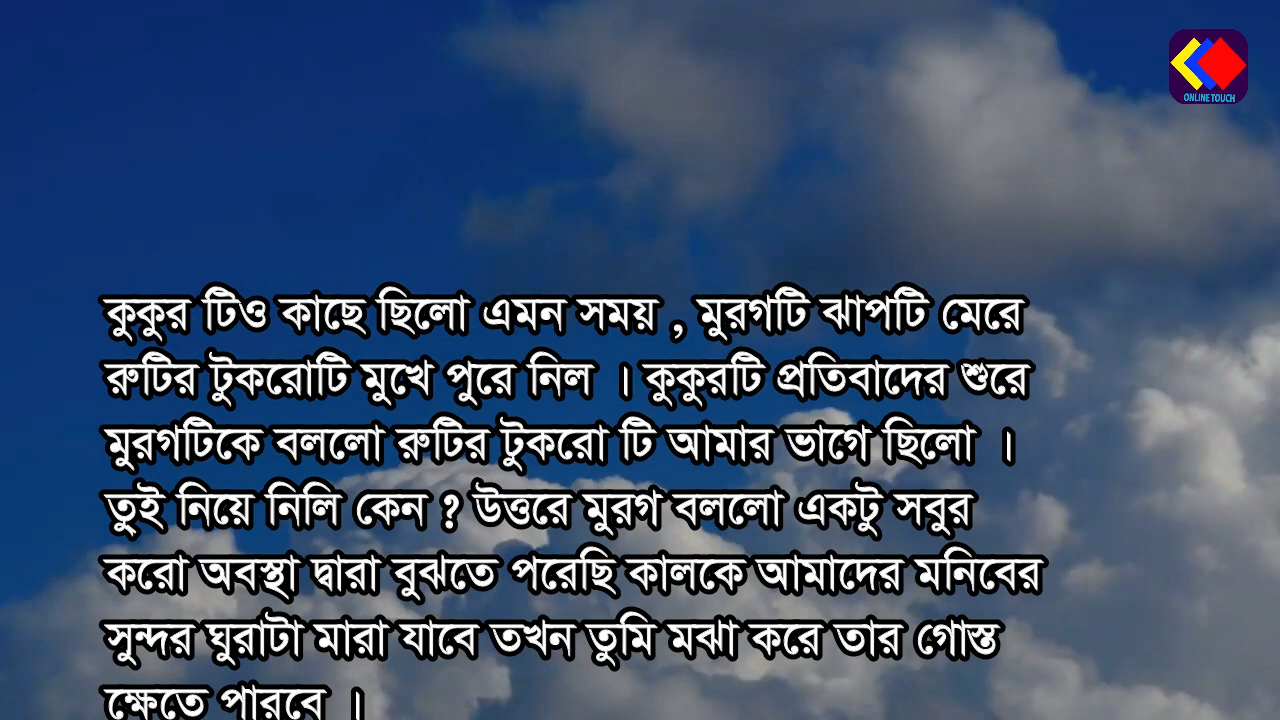 ONLINE TOUCH
কুকুর টিও কাছে ছিলো এমন সময় , মুরগটি ঝাপটি মেরে
রুটির টুকরোটি মুখে পুরে নিল । কুকুরটি প্রতিবাদের শুরে
মুরগটিকে বললো রুটির টুকরো টি আমার ভাগে ছিলো ।
তুই নিয়ে নিলি কেন ? উত্তরে মুরগ বললো একটু সবুর
করো অবস্থা দ্বারা বুঝতে পরেছি কালকে আমাদের মনিবের
সুন্দর ঘুরাটা মারা যাবে তখন তুমি মঝা করে তার গোস্ত
ক্ষেতে পারবে ।